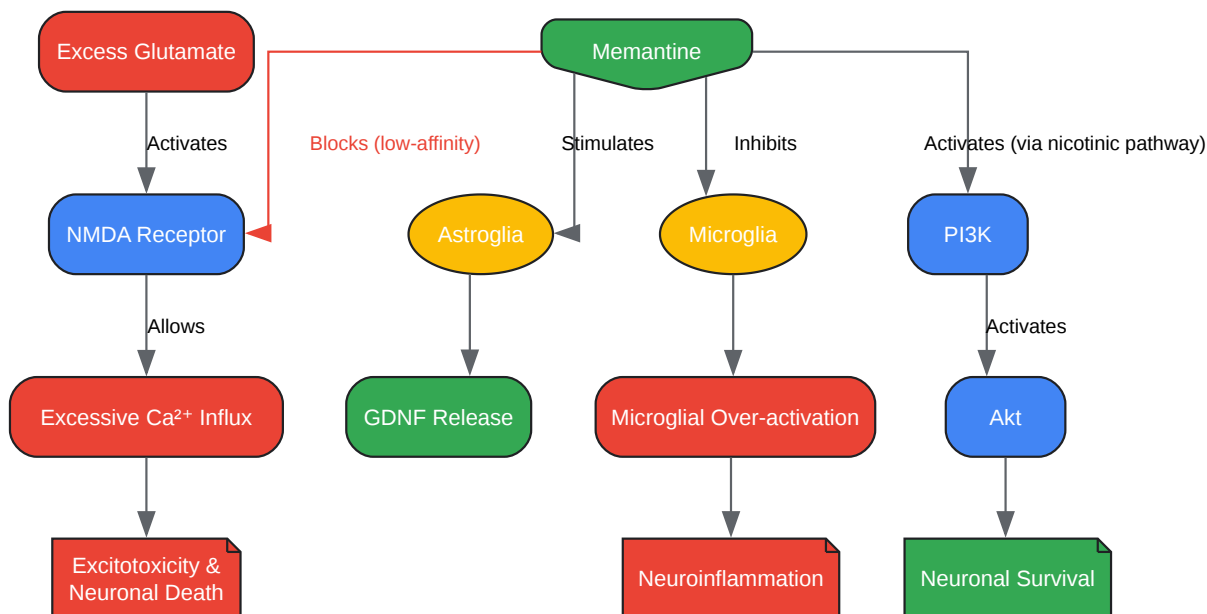 Excess Glutamate
Memantine
Activates
Blocks (low-affinity)
Stimulates
Inhibits
Activates (via nicotinic pathway)
NMDA Receptor
Astroglia
Microglia
PI3K
Allows
Activates
Excessive Ca²⁺ Influx
GDNF Release
Microglial Over-activation
Akt
Excitotoxicity &
Neuronal Death
Neuroinflammation
Neuronal Survival